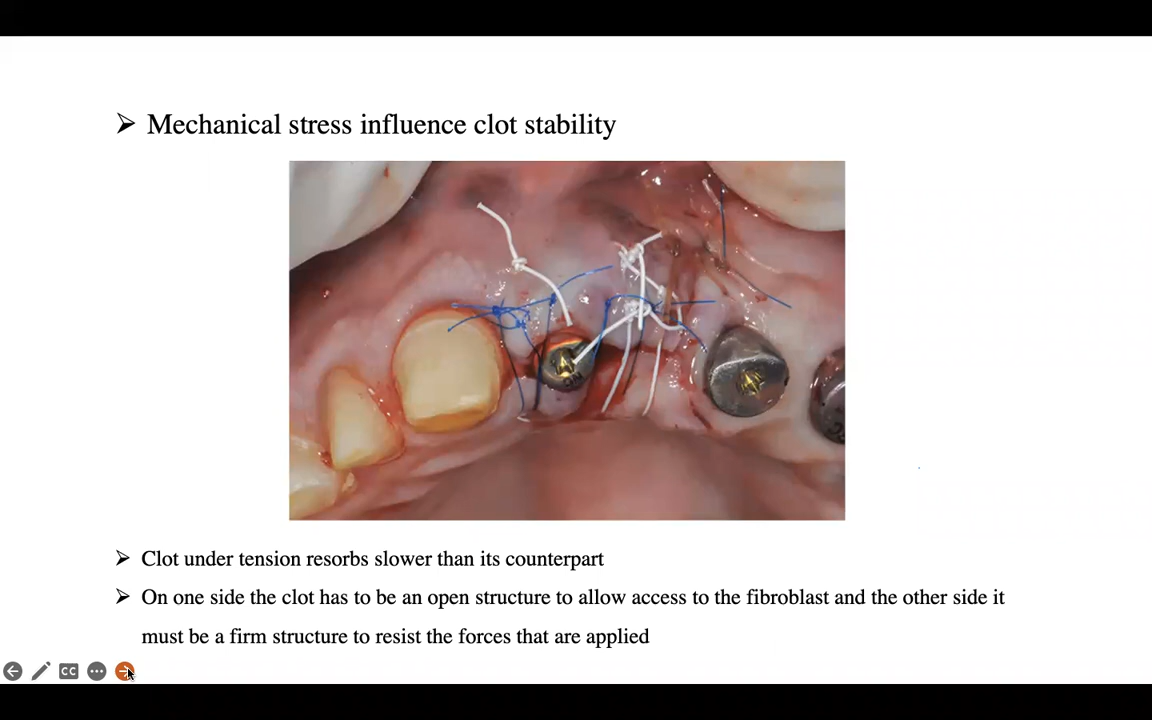 ➢ Mechanical stress influence clot stability
➢ Clot under tension resorbs slower than its counterpart
➢ On one side the clot has to be an open structure to allow access to the fibroblast and the other side it
must be a firm structure to resist the forces that are applied
CC